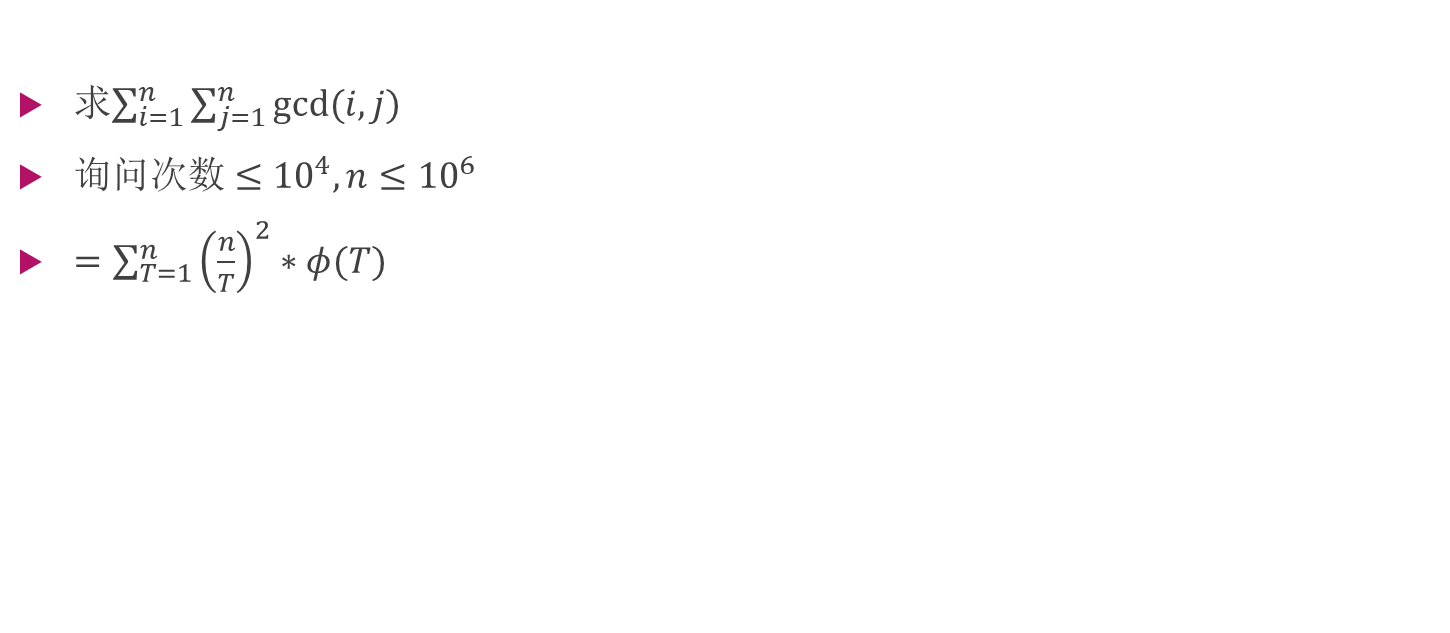 求∑_{i=1}^{n} ∑_{j=1}^{n} gcd(i, j)
询问次数 ≤ 10^4, n ≤ 10^6
= ∑_{T=1}^{n} (n/T)^2 ∗ ϕ(T)